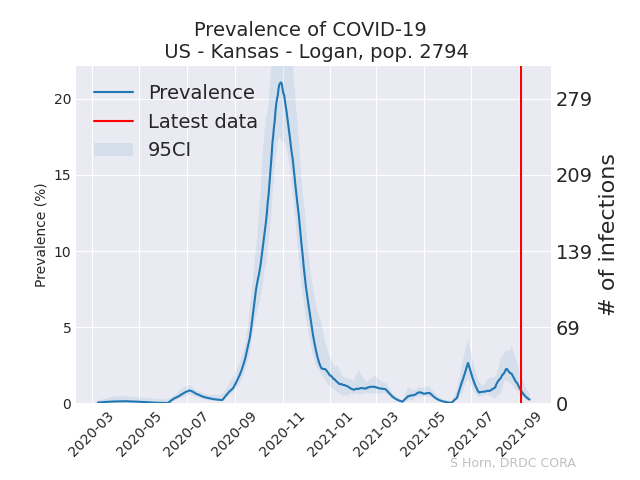 Prevalence of COVID-19
US - Kansas - Logan, pop. 2794
Prevalence
Latest data
95CI
20
15
10
5
0
Prevalence (%)
279
209
139
69
0
# of infections
2020-03
2020-05
2020-07
2020-09
2020-11
2021-01
2021-03
2021-05
2021-07
2021-09
S Horn, DRDC CORA